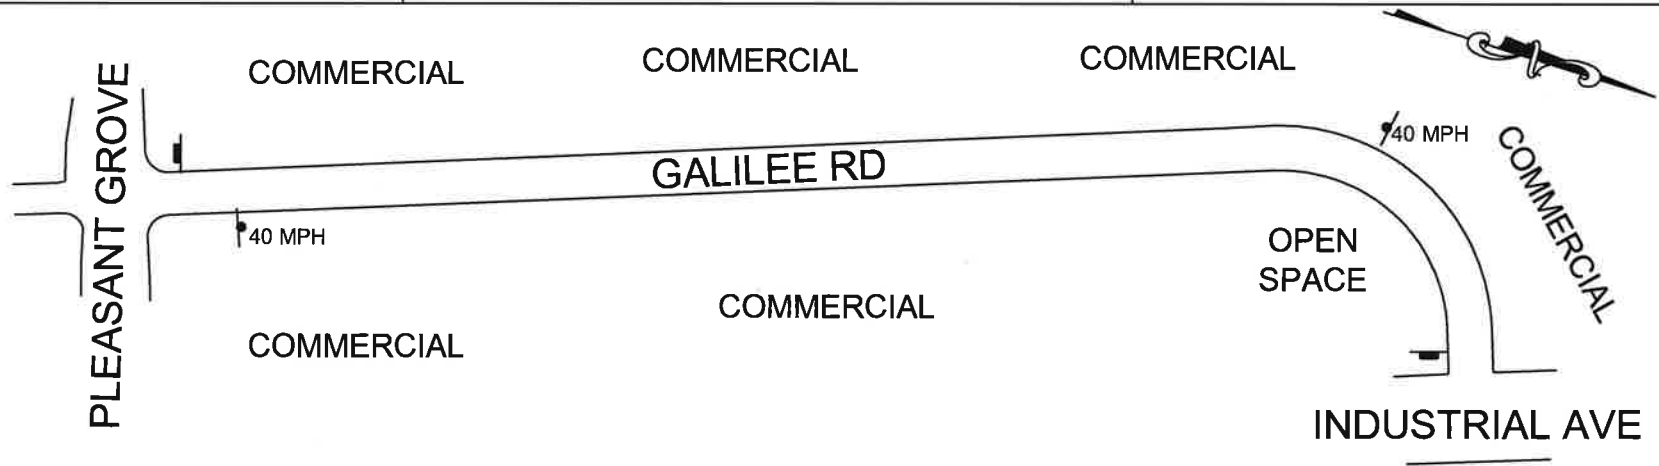 COMMERCIAL
COMMERCIAL
COMMERCIAL
PLEASANT GROVE
40 MPH
COMMERCIAL
GALILEE RD
40 MPH
OPEN
SPACE
COMMERCIAL
COMMERCIAL
INDUSTRIAL AVE